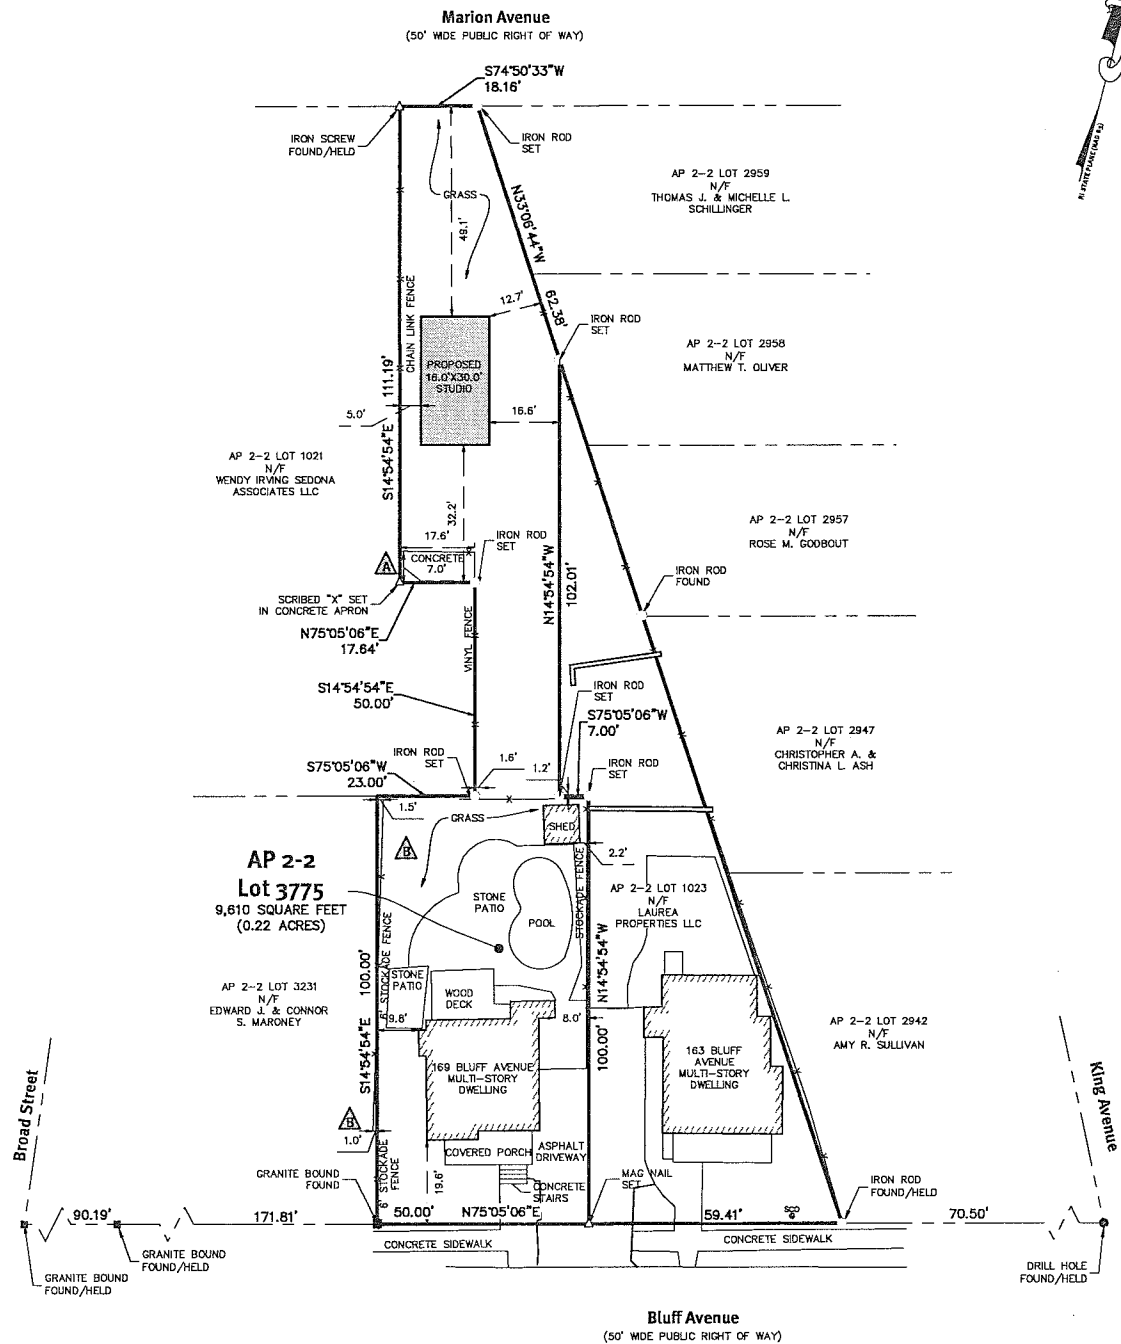 Marion Avenue
(50' WIDE PUBLIC RIGHT OF WAY)
RI STATE PLANE (NAD 83)
S74°50'33"W
18.16'
IRON SCREW
FOUND/HELD
IRON ROD
SET
GRASS
49.1'
N33°06'44"W
62.38'
AP 2-2 LOT 2959
N/F
THOMAS J. & MICHELLE L.
SCHILLINGER
CHAIN LINK FENCE
12.7'
IRON ROD
SET
PROPOSED
16.0'X30.0'
STUDIO
AP 2-2 LOT 2958
N/F
MATTHEW T. OLIVER
S14°54'54"E
111.19'
5.0'
16.6'
AP 2-2 LOT 1021
N/F
WENDY IRVING SEDONA
ASSOCIATES LLC
32.2'
17.6'
IRON ROD
SET
CONCRETE
7.0'
A
AP 2-2 LOT 2957
N/F
ROSE M. GODBOUT
N14°54'54"W
102.01'
IRON ROD
FOUND
SCRIBED "X" SET
IN CONCRETE APRON
N75°05'06"E
17.64'
VINYL FENCE
S14°54'54"E
50.00'
IRON ROD
SET
S75°05'06"W
7.00'
AP 2-2 LOT 2947
N/F
CHRISTOPHER A. &
CHRISTINA L. ASH
IRON ROD
SET
1.6'
1.2'
IRON ROD
SET
S75°05'06"W
23.00'
1.5'
GRASS
SHED
B
2.2'
AP 2-2
Lot 3775
9,610 SQUARE FEET
(0.22 ACRES)
STONE
PATIO
POOL
STOCKADE FENCE
AP 2-2 LOT 1023
N/F
LAUREA
PROPERTIES LLC
6' STOCKADE FENCE
N14°54'54"W
100.00'
S14°54'54"E
100.00'
STONE
PATIO
WOOD
DECK
9.8'
8.0'
AP 2-2 LOT 3231
N/F
EDWARD J. & CONNOR
S. MARONEY
169 BLUFF AVENUE
MULTI-STORY
DWELLING
163 BLUFF
AVENUE
MULTI-STORY
DWELLING
AP 2-2 LOT 2942
N/F
AMY R. SULLIVAN
Broad Street
King Avenue
B
1.0'
6' STOCKADE
FENCE
COVERED PORCH
ASPHALT
DRIVEWAY
19.6'
CONCRETE
STAIRS
GRANITE BOUND
FOUND
MAG NAIL
SET
IRON ROD
FOUND/HELD
SCO
90.19'
171.81'
50.00'
N75°05'06"E
59.41'
70.50'
CONCRETE SIDEWALK
CONCRETE SIDEWALK
GRANITE BOUND
FOUND/HELD
GRANITE BOUND
FOUND/HELD
DRILL HOLE
FOUND/HELD
Bluff Avenue
(50' WIDE PUBLIC RIGHT OF WAY)